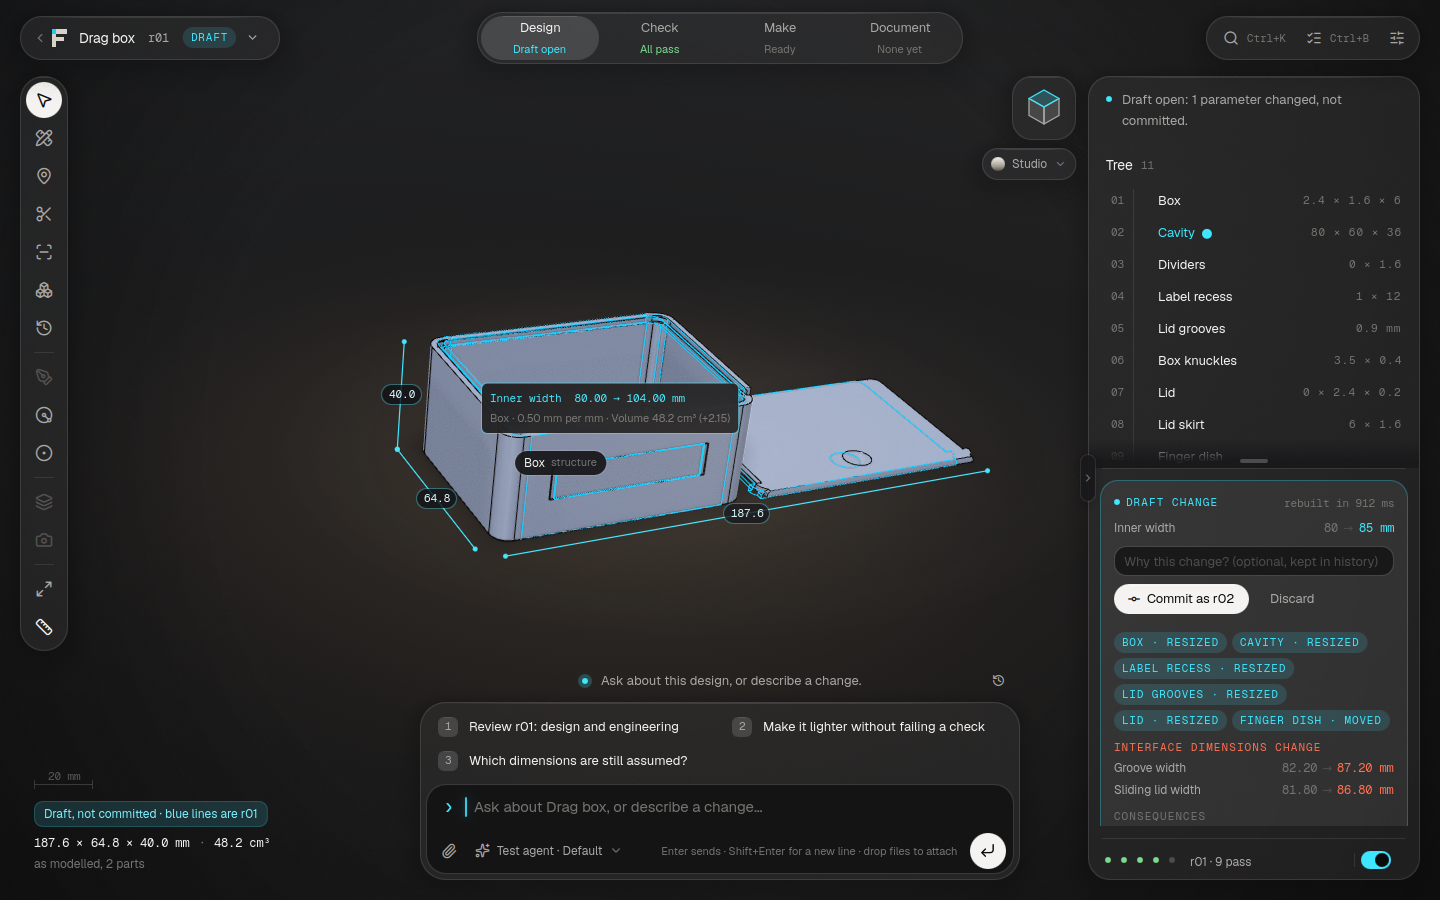 Drag box r01 DRAFT
Design
Draft open
Check
All pass
Make
Ready
Document
None yet
Ctrl+K
Ctrl+B
Studio
Draft open: 1 parameter changed, not
committed.
Tree 11
01 Box 2.4 × 1.6 × 6
02 Cavity 80 × 60 × 36
03 Dividers 0 × 1.6
04 Label recess 1 × 12
05 Lid grooves 0.9 mm
06 Box knuckles 3.5 × 0.4
07 Lid 0 × 2.4 × 0.2
08 Lid skirt 6 × 1.6
09 Finger dish
40.0
Inner width 80.00 → 104.00 mm
Box · 0.50 mm per mm · Volume 48.2 cm³ (+2.15)
Box structure
64.8
187.6
DRAFT CHANGE rebuilt in 912 ms
Inner width 80 → 85 mm
Why this change? (optional, kept in history)
Commit as r02 Discard
BOX · RESIZED CAVITY · RESIZED
LABEL RECESS · RESIZED
LID GROOVES · RESIZED
LID · RESIZED FINGER DISH · MOVED
INTERFACE DIMENSIONS CHANGE
Groove width 82.20 → 87.20 mm
Sliding lid width 81.80 → 86.80 mm
CONSEQUENCES
r01 · 9 pass
Ask about this design, or describe a change.
1 Review r01: design and engineering
2 Make it lighter without failing a check
3 Which dimensions are still assumed?
Ask about Drag box, or describe a change...
Test agent · Default
Enter sends · Shift+Enter for a new line · drop files to attach
20 mm
Draft, not committed · blue lines are r01
187.6 × 64.8 × 40.0 mm · 48.2 cm³
as modelled, 2 parts